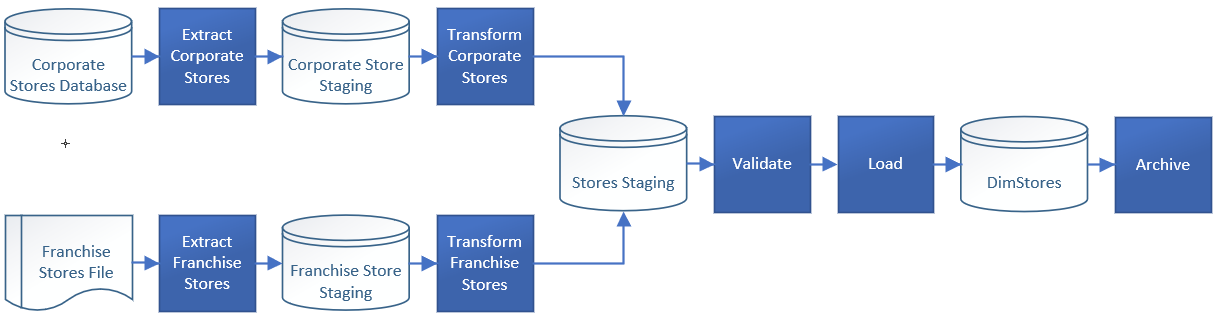 Corporate
Stores Database
Extract
Corporate
Stores
Corporate Store
Staging
Transform
Corporate
Stores
Stores Staging
Validate
Load
DimStores
Archive
Franchise
Stores File
Extract
Franchise
Stores
Franchise Store
Staging
Transform
Franchise
Stores